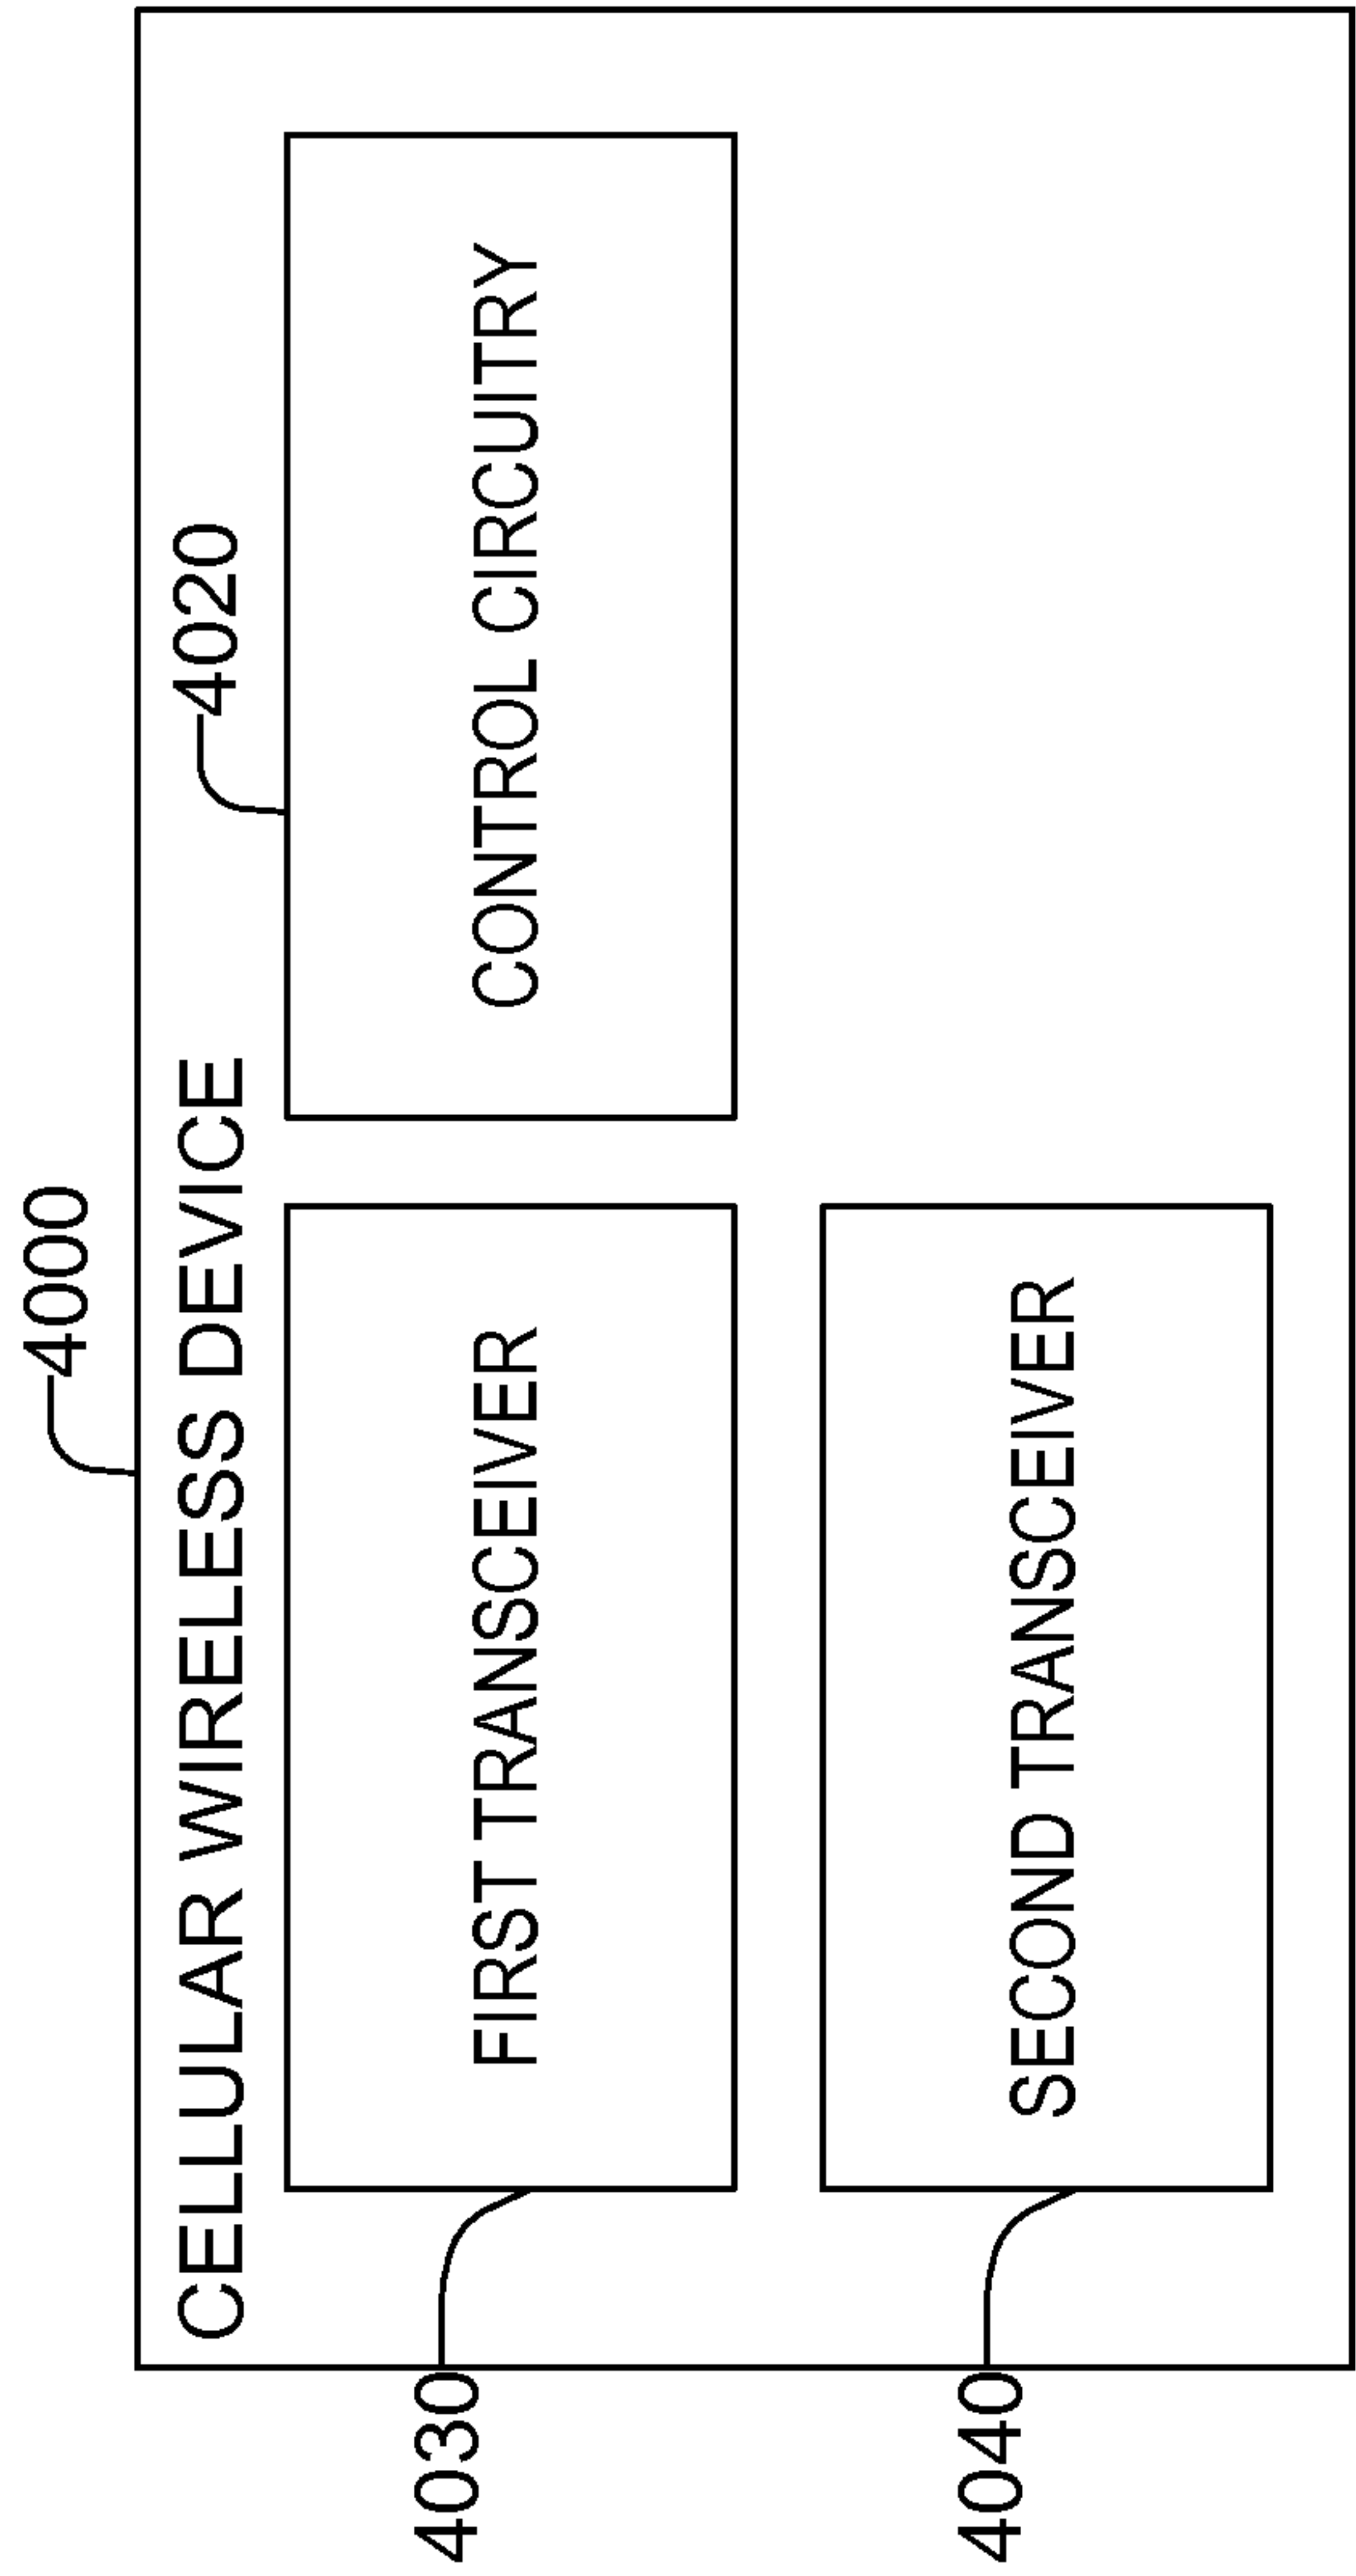 4000
CELLULAR WIRELESS DEVICE
4020
4030
FIRST TRANSCEIVER
CONTROL CIRCUITRY
4040
SECOND TRANSCEIVER